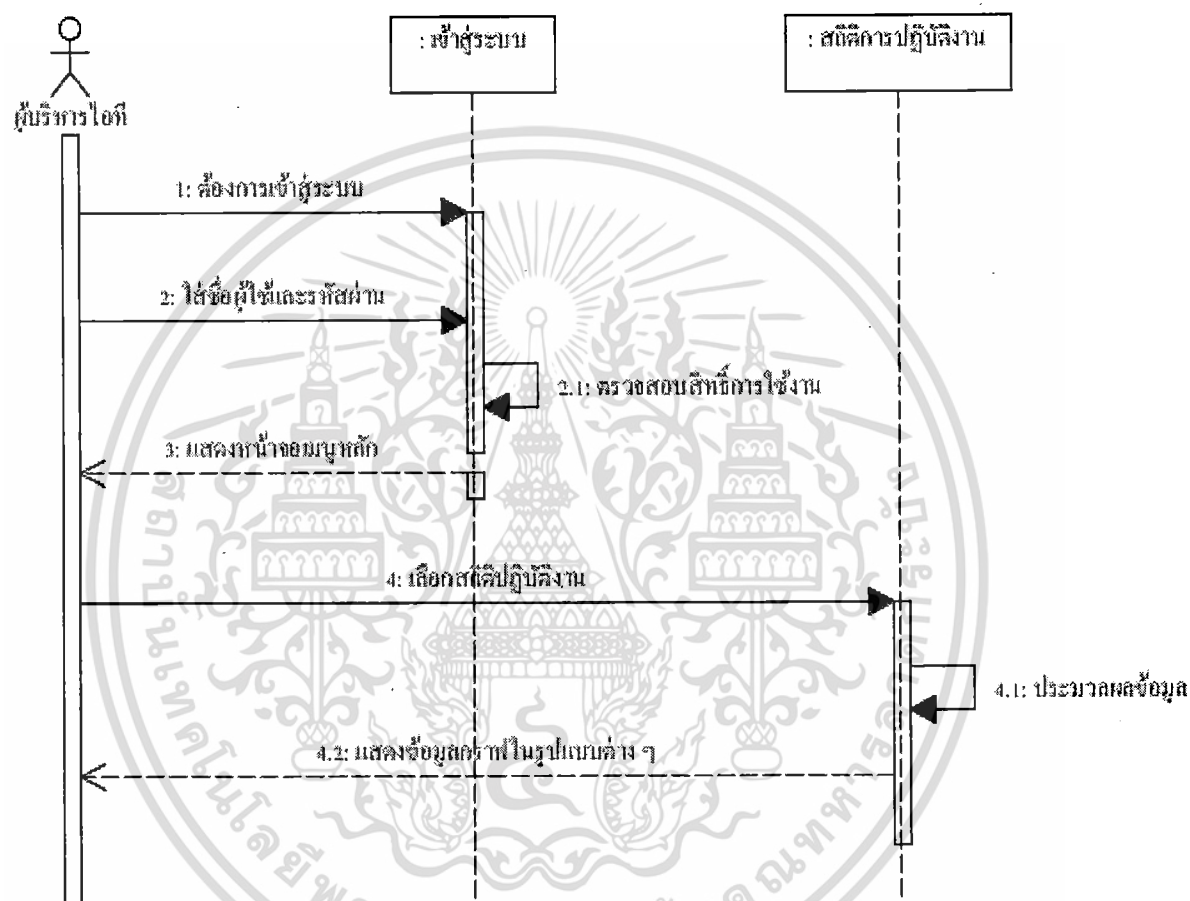 : เข้าสู่ระบบ
: สถิติการปฏิบัติงาน
ผู้บริหารไอที
1: ต้องการเข้าสู่ระบบ
2: ใส่ชื่อผู้ใช้และรหัสผ่าน
2.1: ตรวจสอบสิทธิ์การใช้งาน
3: แสดงหน้าจอเมนูหลัก
4: เลือกสถิติปฏิบัติงาน
4.1: ประมวลผลข้อมูล
4.2: แสดงข้อมูลกราฟในรูปแบบต่าง ๆ